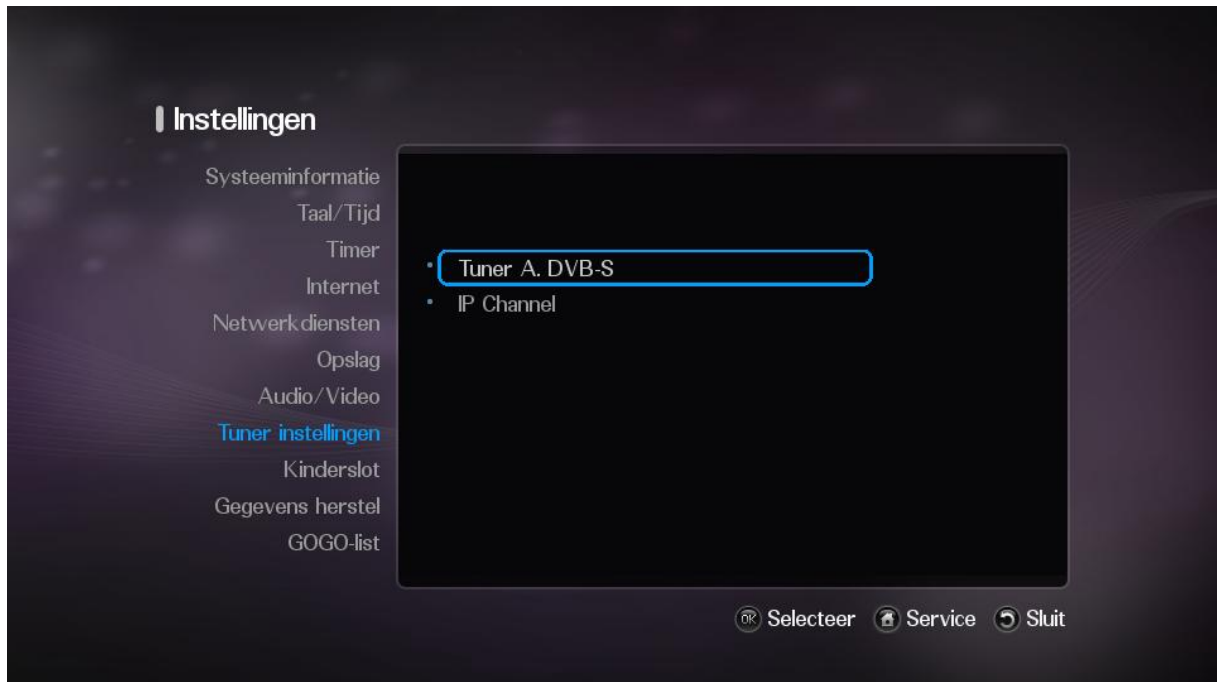 Instellingen
Systeeminformatie
Taal/Tijd
Timer
Internet
Netwerkdiensten
Opslag
Audio/Video
Tuner instellingen
Kinderslot
Gegevens herstel
GOGO-list
Tuner A. DVB-S
IP Channel
OK Selecteer Service Sluit